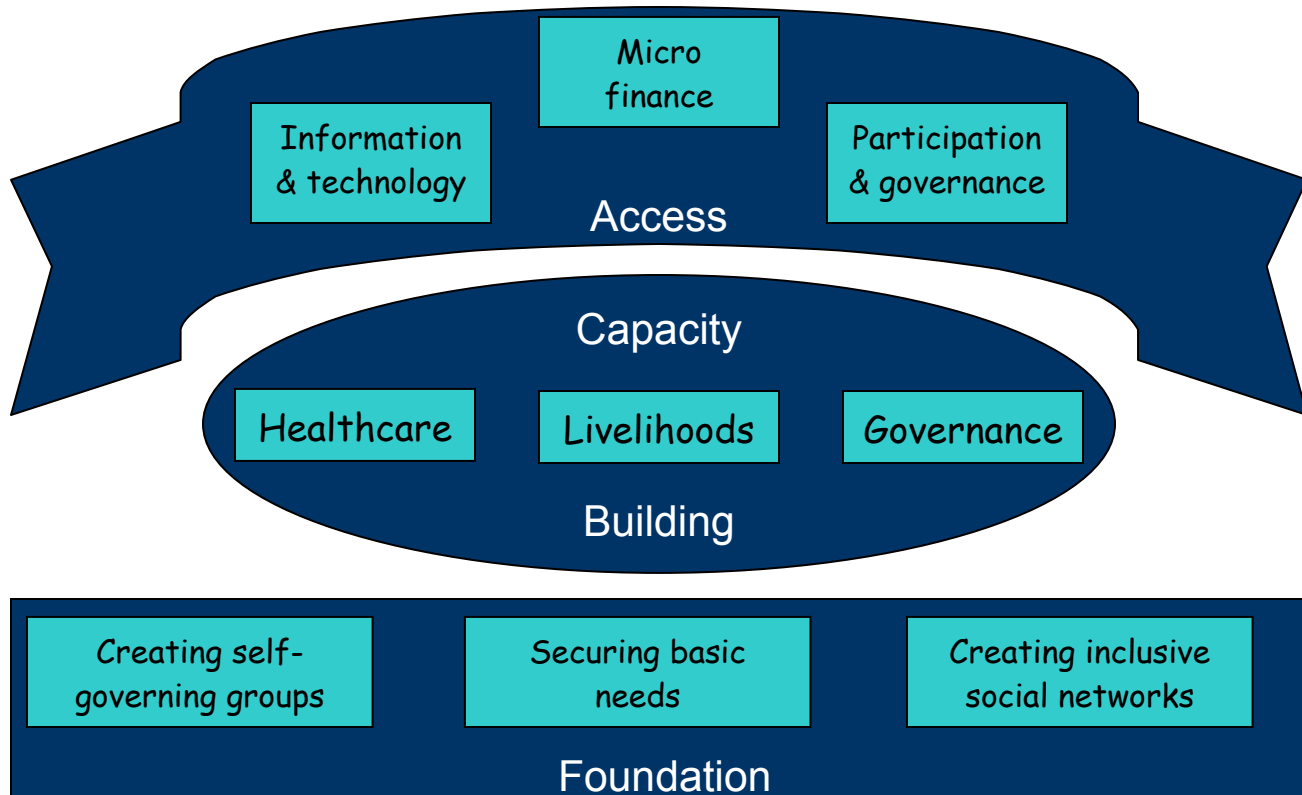 Micro
finance
Information
& technology
Participation
& governance
Access
Capacity
Healthcare
Livelihoods
Governance
Building
Creating self-
governing groups
Securing basic
needs
Creating inclusive
social networks
Foundation